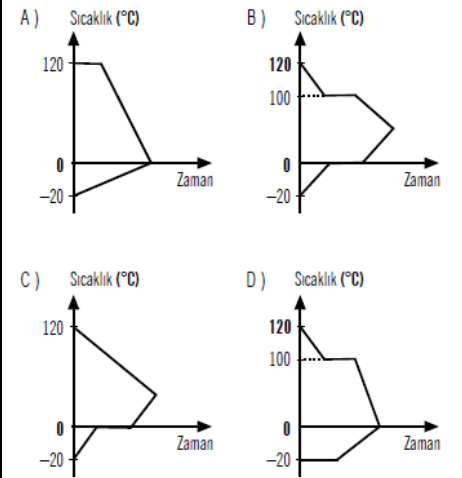 A) Sıcaklık (°C)
120
0
Zaman
–20
B) Sıcaklık (°C)
120
100
0
Zaman
–20
C) Sıcaklık (°C)
120
0
Zaman
–20
D) Sıcaklık (°C)
120
100
0
Zaman
–20